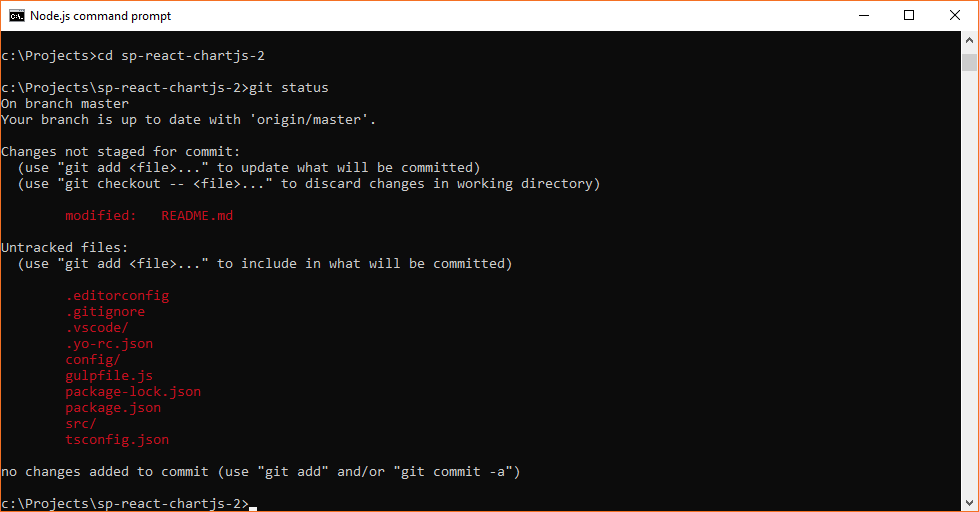 Node.js command prompt
c:\Projects>cd sp-react-chartjs-2
c:\Projects\sp-react-chartjs-2>git status
On branch master
Your branch is up to date with 'origin/master'.
Changes not staged for commit:
  (use "git add <file>..." to update what will be committed)
  (use "git checkout -- <file>..." to discard changes in working directory)
        modified:   README.md
Untracked files:
  (use "git add <file>..." to include in what will be committed)
        .editorconfig
        .gitignore
        .vscode/
        .yo-rc.json
        config/
        gulpfile.js
        package-lock.json
        package.json
        src/
        tsconfig.json
no changes added to commit (use "git add" and/or "git commit -a")
c:\Projects\sp-react-chartjs-2>